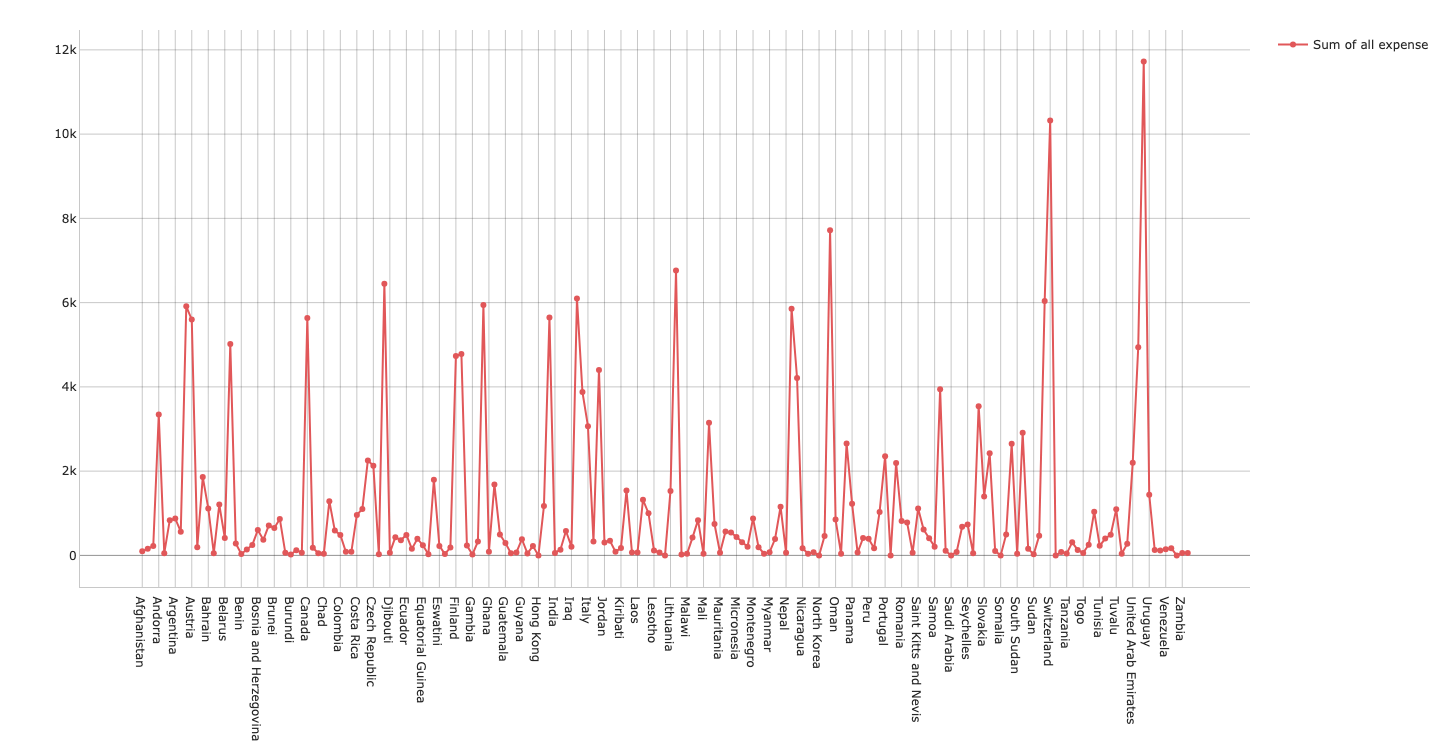 12k
10k
8k
6k
4k
2k
0
Sum of all expense
Afghanistan
Andorra
Argentina
Austria
Bahrain
Belarus
Benin
Bosnia and Herzegovina
Brunei
Burundi
Canada
Chad
Colombia
Costa Rica
Czech Republic
Djibouti
Ecuador
Equatorial Guinea
Eswatini
Finland
Gambia
Ghana
Guatemala
Guyana
Hong Kong
India
Iraq
Italy
Jordan
Kiribati
Laos
Lesotho
Lithuania
Malawi
Mali
Mauritania
Micronesia
Montenegro
Myanmar
Nepal
Nicaragua
North Korea
Oman
Panama
Peru
Portugal
Romania
Saint Kitts and Nevis
Samoa
Saudi Arabia
Seychelles
Slovakia
Somalia
South Sudan
Sudan
Switzerland
Tanzania
Togo
Tunisia
Tuvalu
United Arab Emirates
Uruguay
Venezuela
Zambia